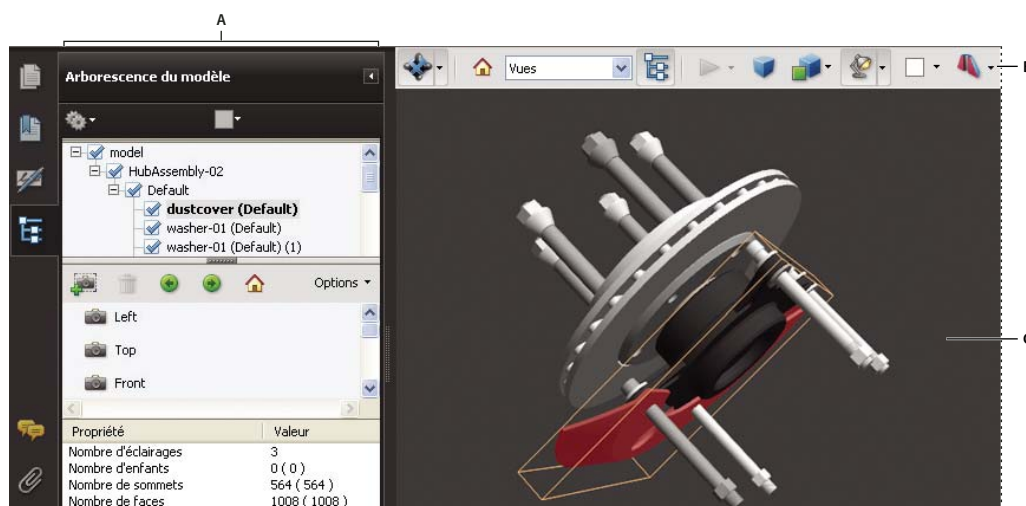 A
Arborescence du modèle
Vues
model
HubAssembly-02
Default
dustcover (Default)
washer-01 (Default)
washer-01 (Default) (1)
Options
Left
Top
Front
Propriété Valeur
Nombre d'éclairages 3
Nombre d'enfants 0 ( 0 )
Nombre de sommets 564 ( 564 )
Nombre de faces 1008 ( 1008 )